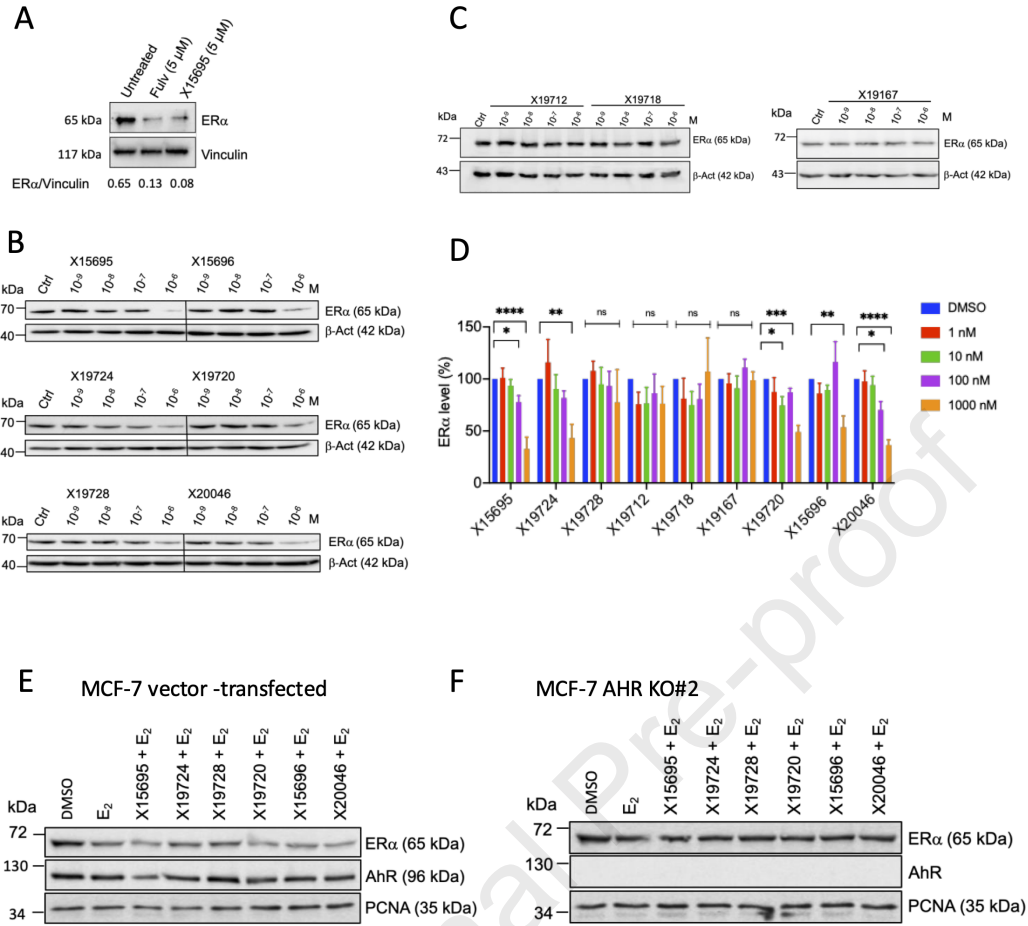 A
Untreated
Fulv (5 µM)
X15695 (5 µM)
65 kDa
ERα
117 kDa
Vinculin
ERα/Vinculin 0.65 0.13 0.08
B
X15695 X15696
kDa Ctrl 10-9 10-8 10-7 10-6 10-9 10-8 10-7 10-6 M
70
ERα (65 kDa)
40
β-Act (42 kDa)
X19724 X19720
kDa Ctrl 10-9 10-8 10-7 10-6 10-9 10-8 10-7 10-6 M
70
ERα (65 kDa)
40
β-Act (42 kDa)
X19728 X20046
kDa Ctrl 10-9 10-8 10-7 10-6 10-9 10-8 10-7 10-6 M
70
ERα (65 kDa)
40
β-Act (42 kDa)
C
X19712 X19718
kDa Ctrl 10-9 10-8 10-7 10-6 10-9 10-8 10-7 10-6 M
72
ERα (65 kDa)
43
β-Act (42 kDa)
X19167
kDa Ctrl 10-9 10-8 10-7 10-6 M
72
ERα (65 kDa)
43
β-Act (42 kDa)
D
ERα level (%)
150
100
50
0
**** ** ns ns ns ns *** ** ****
* * *
X15695
X19724
X19728
X19712
X19718
X19167
X19720
X15696
X20046
DMSO
1 nM
10 nM
100 nM
1000 nM
E
MCF-7 vector -transfected
kDa
DMSO
E2
X15695 + E2
X19724 + E2
X19728 + E2
X19720 + E2
X15696 + E2
X20046 + E2
72
ERα (65 kDa)
130
AhR (96 kDa)
34
PCNA (35 kDa)
F
MCF-7 AHR KO#2
kDa
DMSO
E2
X15695 + E2
X19724 + E2
X19728 + E2
X19720 + E2
X15696 + E2
X20046 + E2
72
ERα (65 kDa)
130
AhR
34
PCNA (35 kDa)
nal Pre-proof